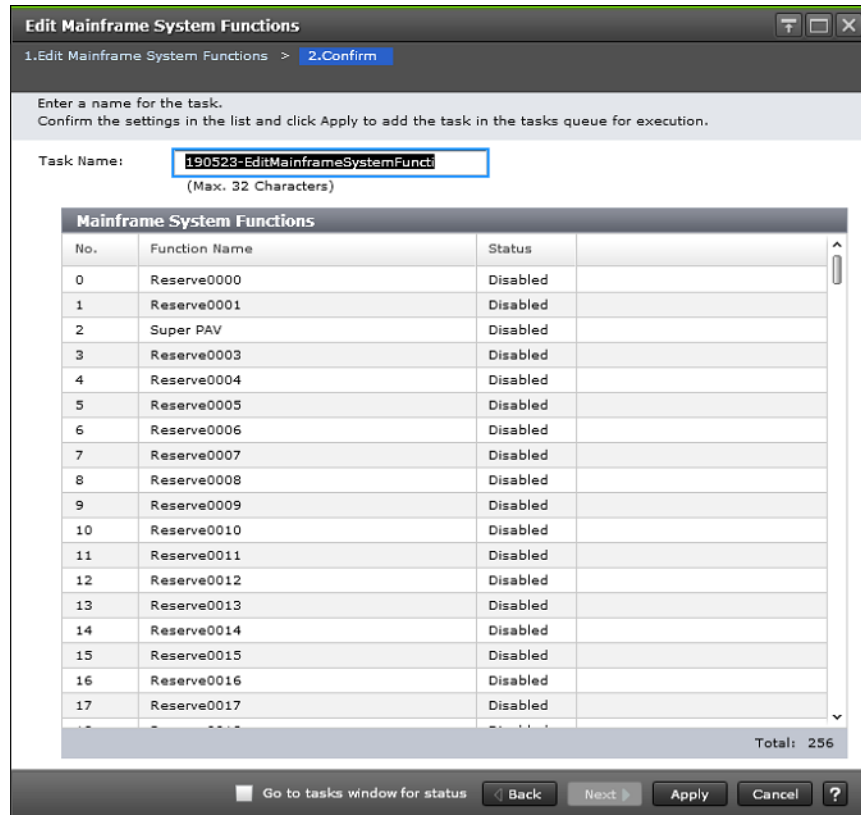 Edit Mainframe System Functions
1.Edit Mainframe System Functions > 2.Confirm
Enter a name for the task.
Confirm the settings in the list and click Apply to add the task in the tasks queue for execution.
Task Name: 190523-EditMainframeSystemFuncti
(Max. 32 Characters)
Mainframe System Functions
No. Function Name Status
0 Reserve0000 Disabled
1 Reserve0001 Disabled
2 Super PAV Disabled
3 Reserve0003 Disabled
4 Reserve0004 Disabled
5 Reserve0005 Disabled
6 Reserve0006 Disabled
7 Reserve0007 Disabled
8 Reserve0008 Disabled
9 Reserve0009 Disabled
10 Reserve0010 Disabled
11 Reserve0011 Disabled
12 Reserve0012 Disabled
13 Reserve0013 Disabled
14 Reserve0014 Disabled
15 Reserve0015 Disabled
16 Reserve0016 Disabled
17 Reserve0017 Disabled
Total: 256
Go to tasks window for status Back Next Apply Cancel ?